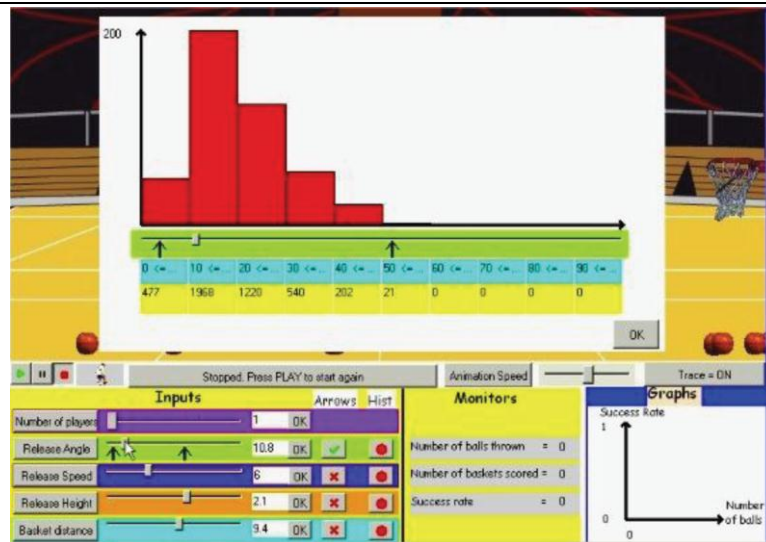 200
0 <= ... 10 <= ... 20 <= ... 30 <= ... 40 <= ... 50 <= ... 60 <= ... 70 <= ... 80 <= ... 90 <= ...
477 1968 1220 540 202 21 0 0 0 0
OK
Stopped. Press PLAY to start again
Animation Speed
Trace = ON
Inputs Arrows Hist
Number of players 1 OK
Release Angle 10.8
Release Speed 6 OK
Release Height 2.1 OK
Basket distance 9.4 OK
Monitors
Number of balls thrown = 0
Number of baskets scored = 0
Success rate = 0
Graphs
Success Rate
1
0
0
Number
of balls